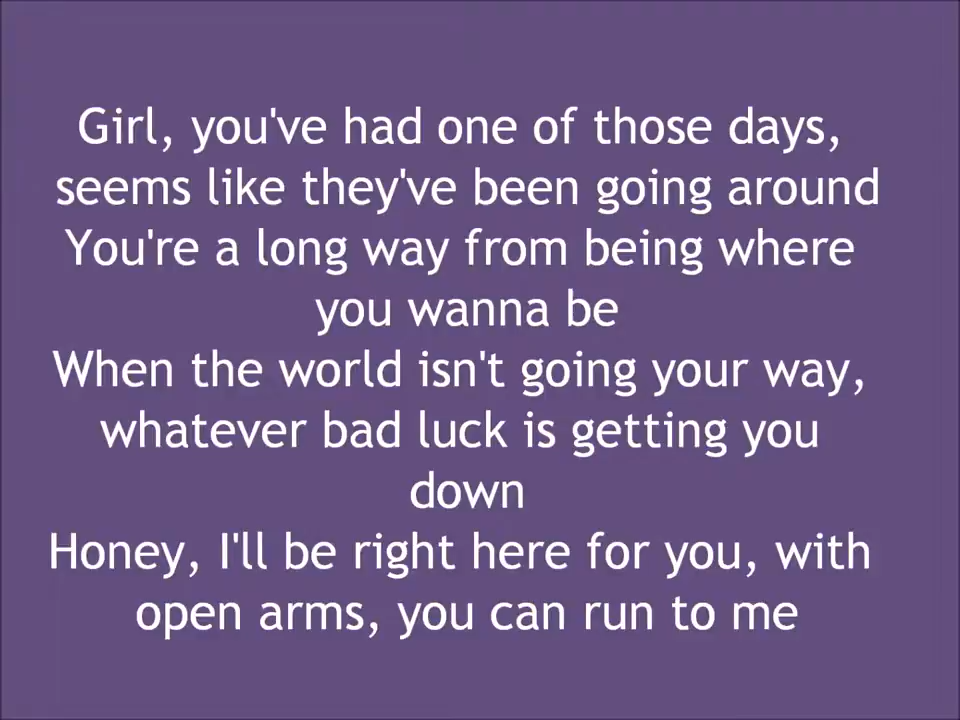 Girl, you've had one of those days,
seems like they've been going around
You're a long way from being where
you wanna be
When the world isn't going your way,
whatever bad luck is getting you
down
Honey, I'll be right here for you, with
open arms, you can run to me